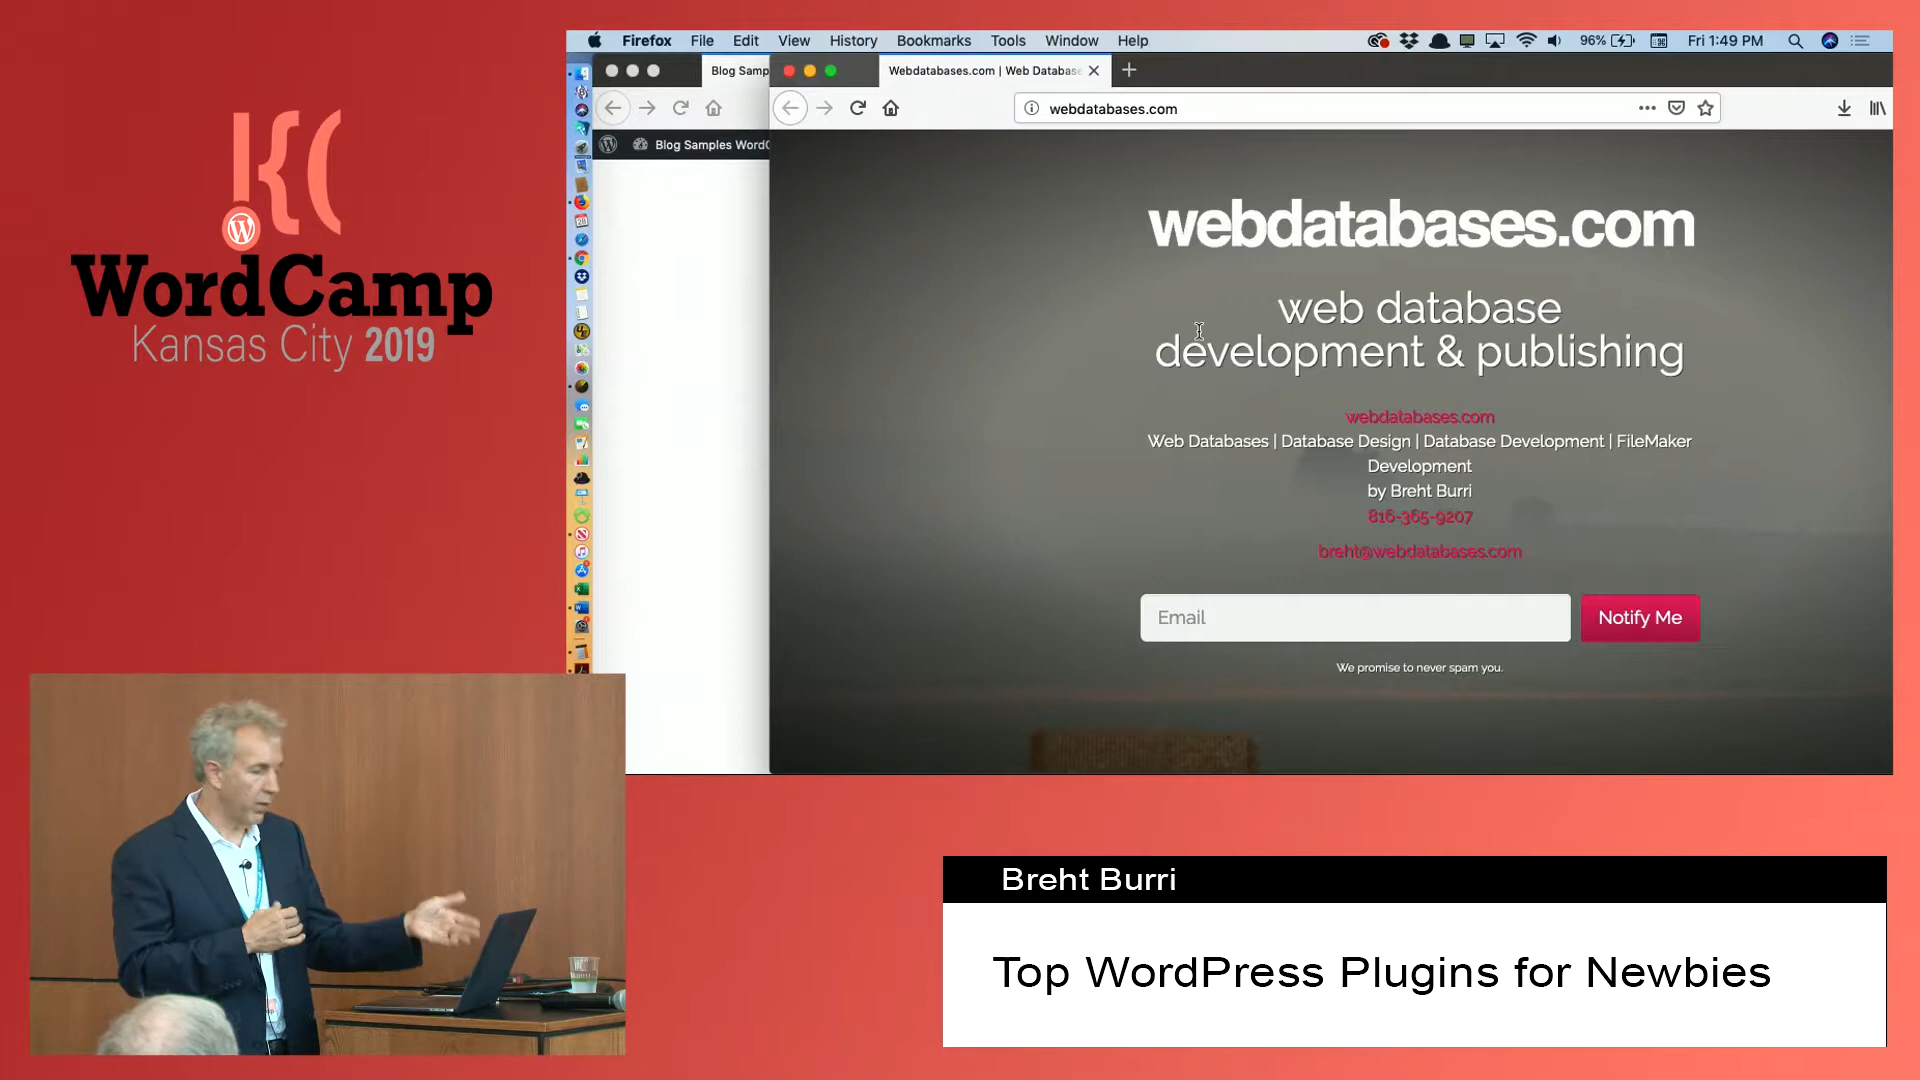 WordCamp
Kansas City 2019
Firefox File Edit View History Bookmarks Tools Window Help
96% Fri 1:49 PM
Blog Samp
Webdatabases.com | Web Database
webdatabases.com
Blog Samples WordC
webdatabases.com
web database
development & publishing
webdatabases.com
Web Databases | Database Design | Database Development | FileMaker
Development
by Breht Burri
816-365-9207
breht@webdatabases.com
Email
Notify Me
We promise to never spam you.
Breht Burri
Top WordPress Plugins for Newbies